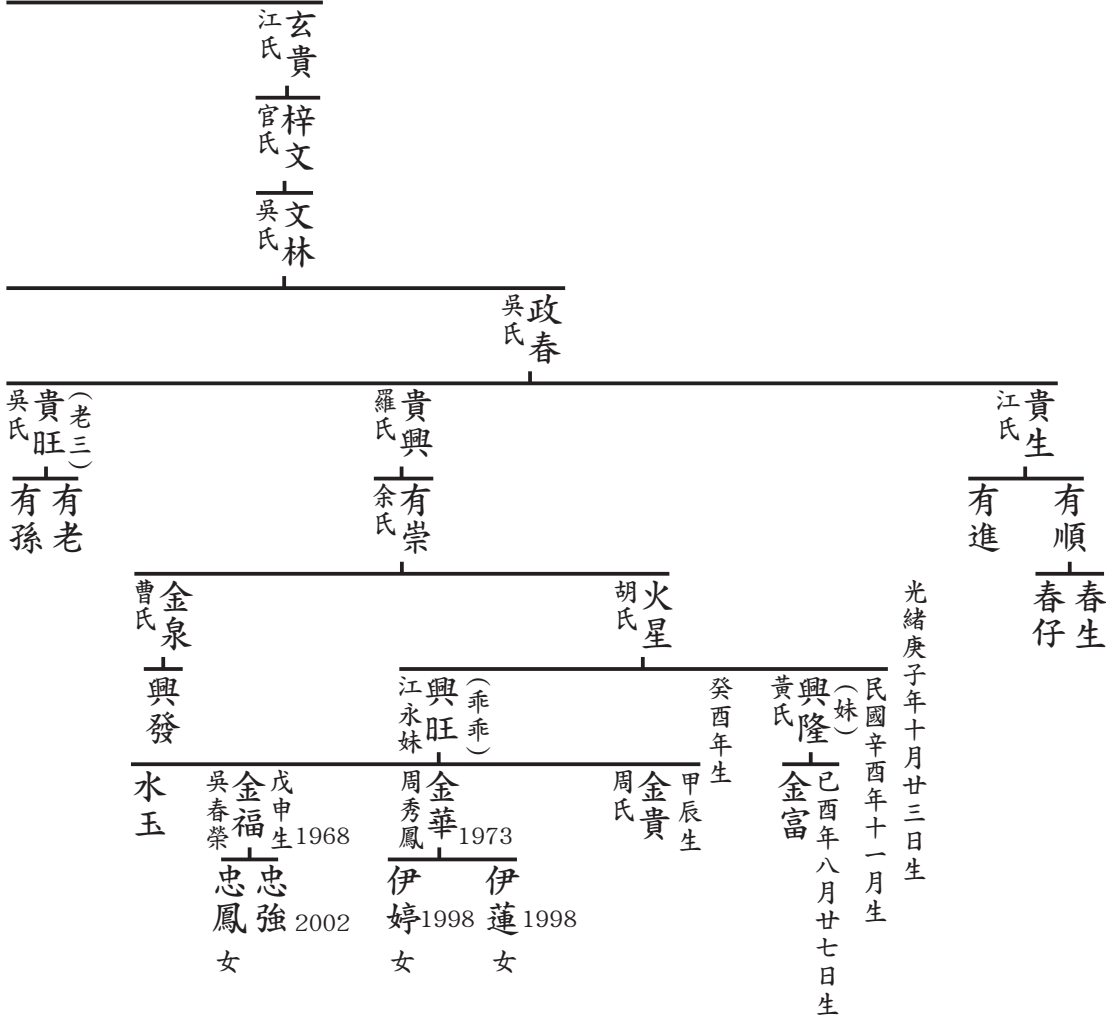 玄貴
江氏
梓文
官氏
文林
吳氏
政春
吳氏
貴生
江氏
貴興
羅氏
(老三)
貴旺
吳氏
有順
有進
有崇
余氏
有老
有孫
春生
春仔
光緒庚子年十月廿三日生
火星
胡氏
金泉
曹氏
民國辛酉年十一月生
(妹)
興隆
黃氏
癸酉年生
(乖乖)
興旺
江永妹
興發
己酉年八月廿七日生
金富
甲辰生
金貴
周氏
金華
1973
周秀鳳
戊申生
1968
金福
吳春榮
水玉
伊蓮
1998
女
伊婷
1998
女
忠強
2002
忠鳳
女